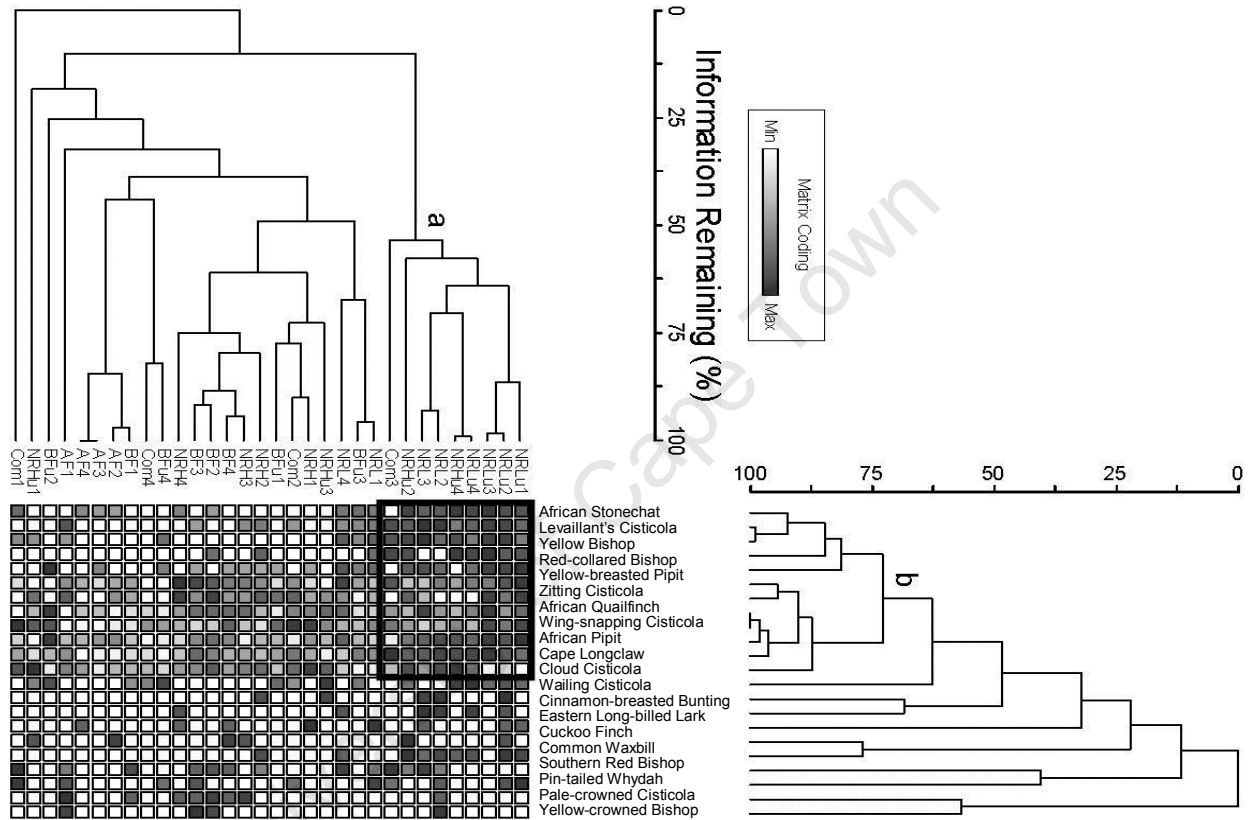 0
25
50
75
100
Information Remaining (%)
Matrix Coding
Min
Max
a
Cape Town
Com1
NRHu1
BFu2
AF1
AF4
AF3
AF2
BF1
Com4
BFu4
NRH4
BF3
BF2
BF4
NRH3
NRH2
BFu1
Com2
NRH1
NRHu3
NRL4
BFu3
NRL1
Com3
NRHu2
NRL3
NRL2
NRHu4
NRLu4
NRLu3
NRLu2
NRLu1
100
75
50
25
0
b
African Stonechat
Levaillant's Cisticola
Yellow Bishop
Red-collared Bishop
Yellow-breasted Pipit
Zitting Cisticola
African Quailfinch
Wing-snapping Cisticola
African Pipit
Cape Longclaw
Cloud Cisticola
Wailing Cisticola
Cinnamon-breasted Bunting
Eastern Long-billed Lark
Cuckoo Finch
Common Waxbill
Southern Red Bishop
Pin-tailed Whydah
Pale-crowned Cisticola
Yellow-crowned Bishop